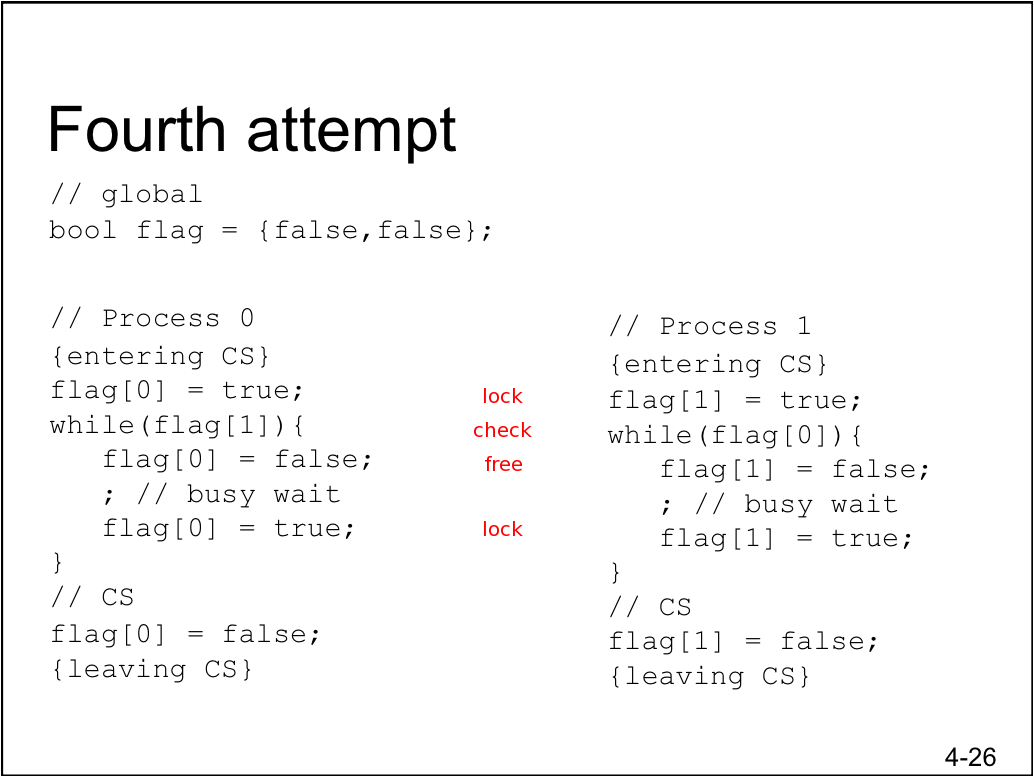 Fourth attempt
// global
bool flag = {false,false};
// Process 0
{entering CS}
flag[0] = true;
while(flag[1]){
flag[0] = false;
; // busy wait
flag[0] = true;
}
// CS
flag[0] = false;
{leaving CS}
lock
check
free
lock
// Process 1
{entering CS}
flag[1] = true;
while(flag[0]){
flag[1] = false;
; // busy wait
flag[1] = true;
}
// CS
flag[1] = false;
{leaving CS}
4-26